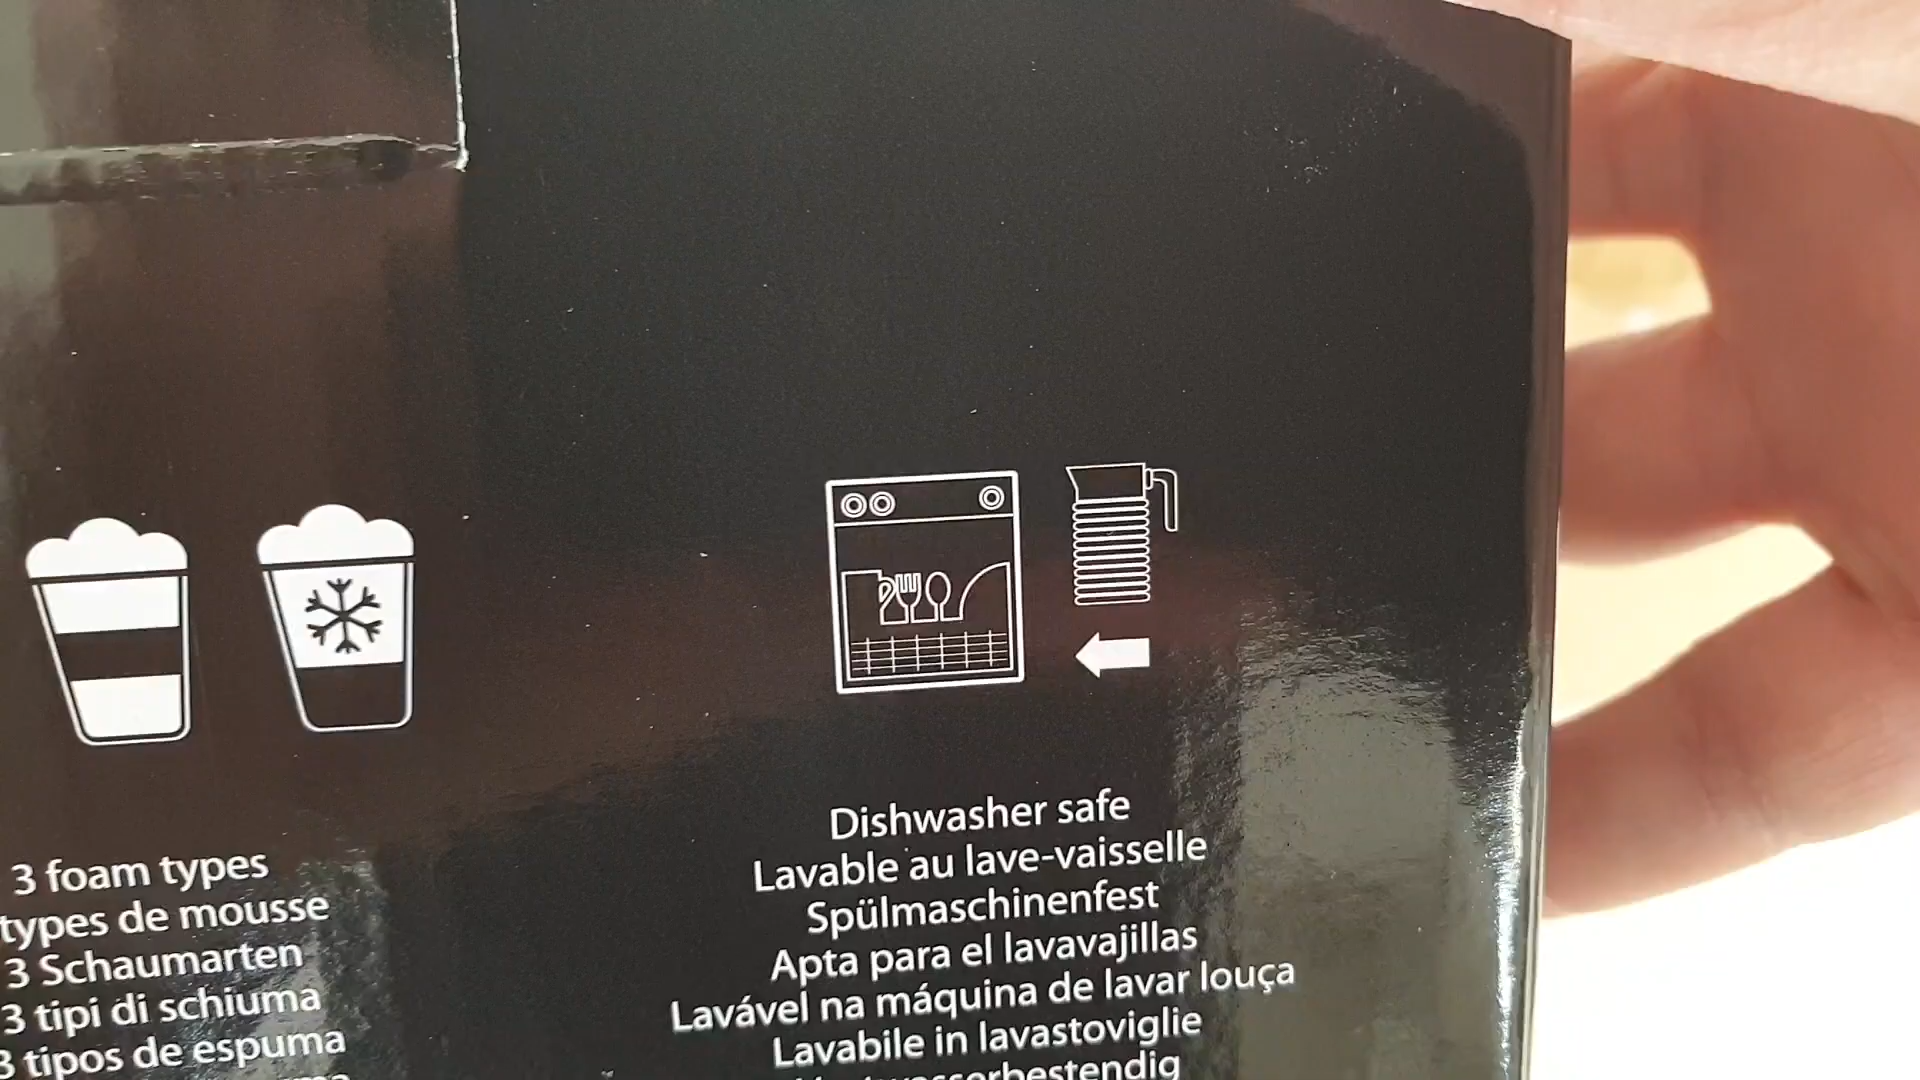 3 foam types
types de mousse
3 Schaumarten
3 tipi di schiuma
3 tipos de espuma
Dishwasher safe
Lavable au lave-vaisselle
Spülmaschinenfest
Apta para el lavavajillas
Lavável na máquina de lavar louça
Lavabile in lavastoviglie